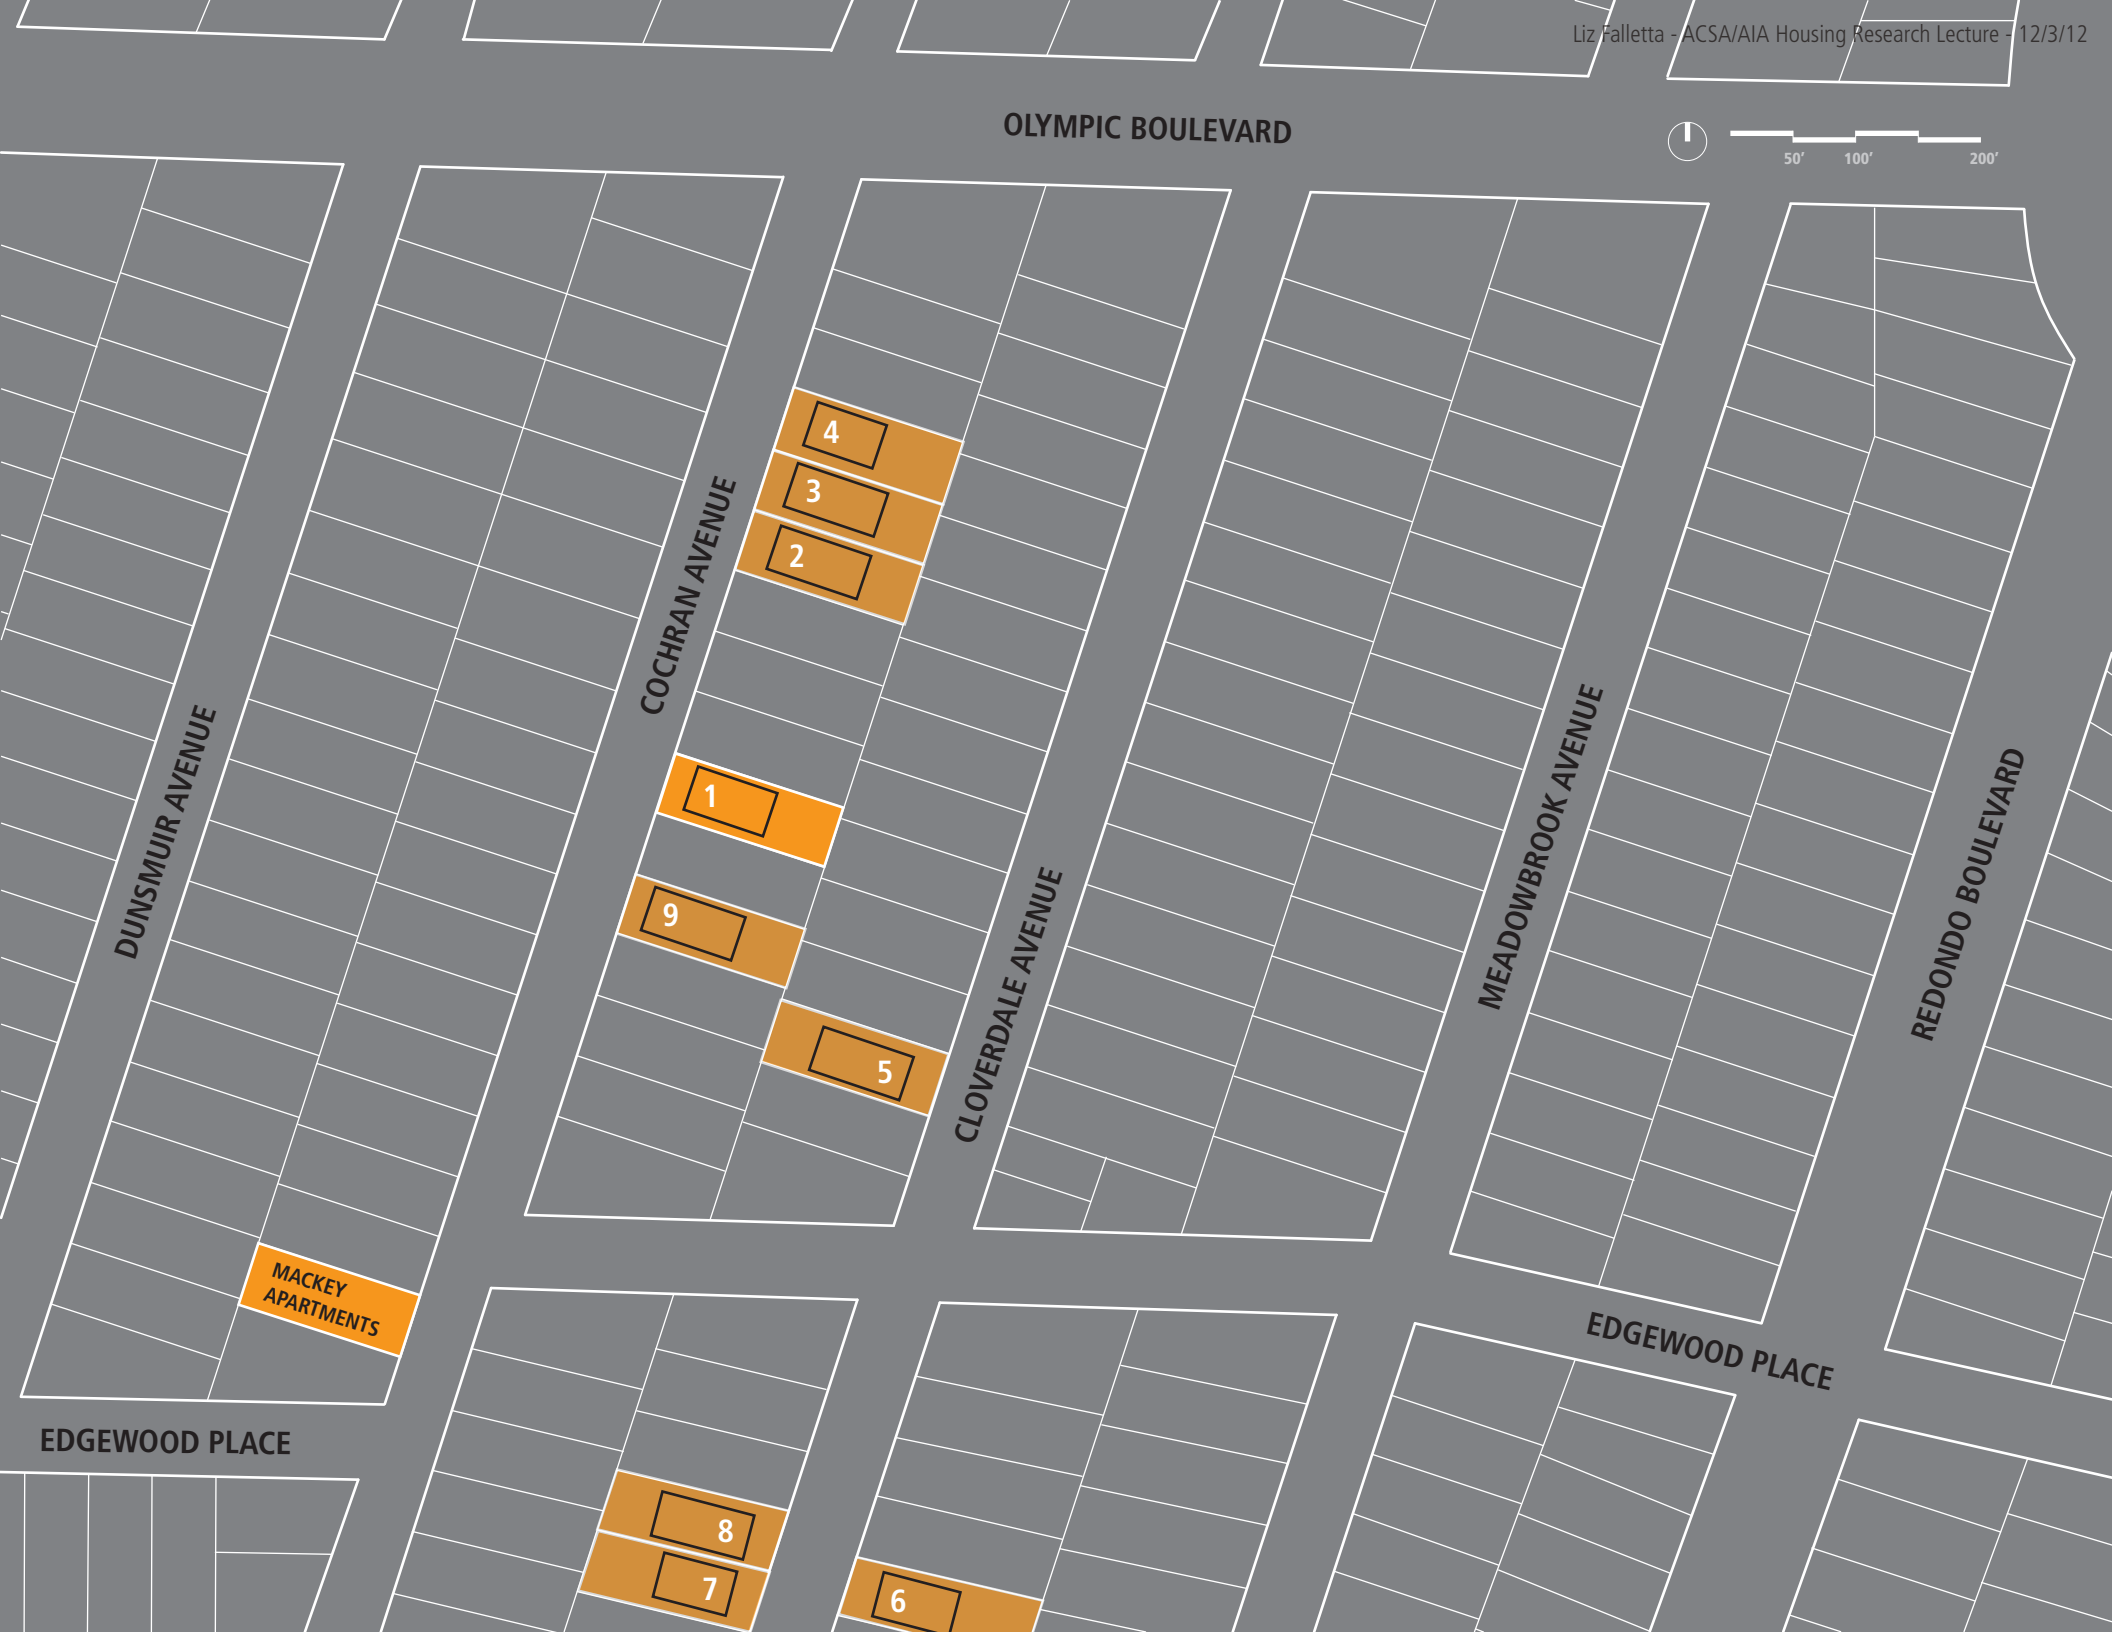 Liz Falletta - ACSA/AIA Housing Research Lecture - 12/3/12
OLYMPIC BOULEVARD
50’ 100’ 200’
4
3
2
COCHRAN AVENUE
DUNSMUIR AVENUE
MEADOWBROOK AVENUE
REDONDO BOULEVARD
1
9
CLOVERDALE AVENUE
5
MACKEY
APARTMENTS
EDGEWOOD PLACE
EDGEWOOD PLACE
8
7
6